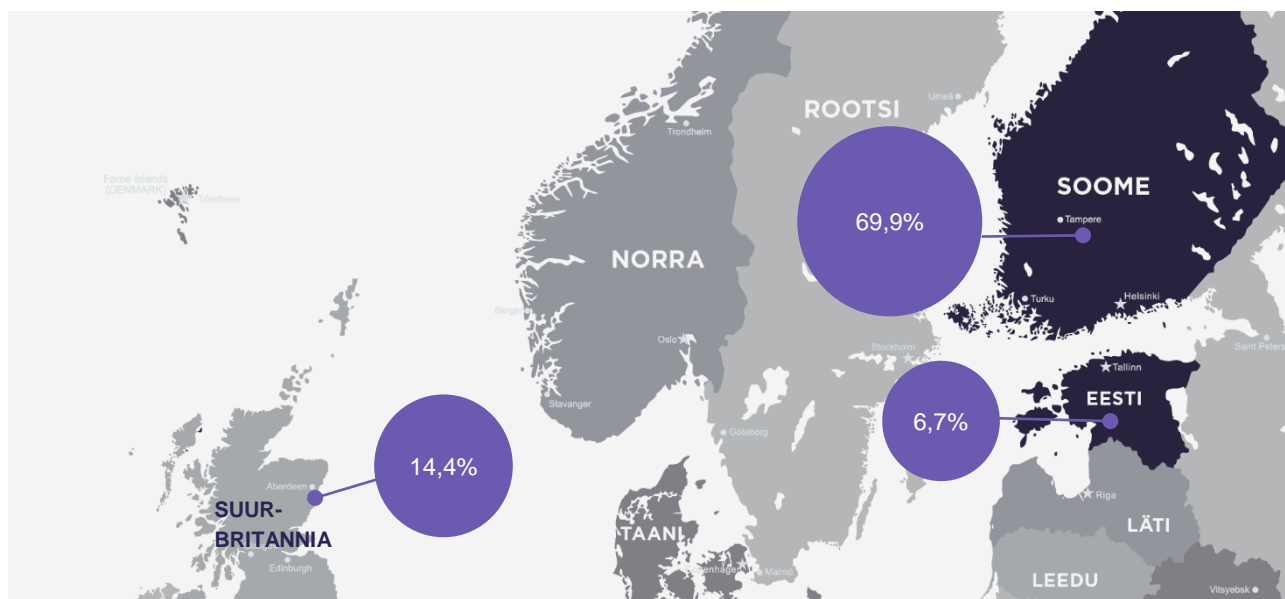 Umeå
ROOTSI
Trondheim
Faroe Islands
(DENMARK)
Tórshavn
SOOME
Tampere
69,9%
NORRA
Bergen
Turku
Helsinki
Oslo
Stockholm
Saint Peters
Tallinn
EESTI
Stavanger
6,7%
Göteborg
14,4%
Aberdeen
Riga
SUUR-
BRITANNIA
TAANI
LÄTI
Edinburgh
Malmö
LEEDU
Vitsyebsk